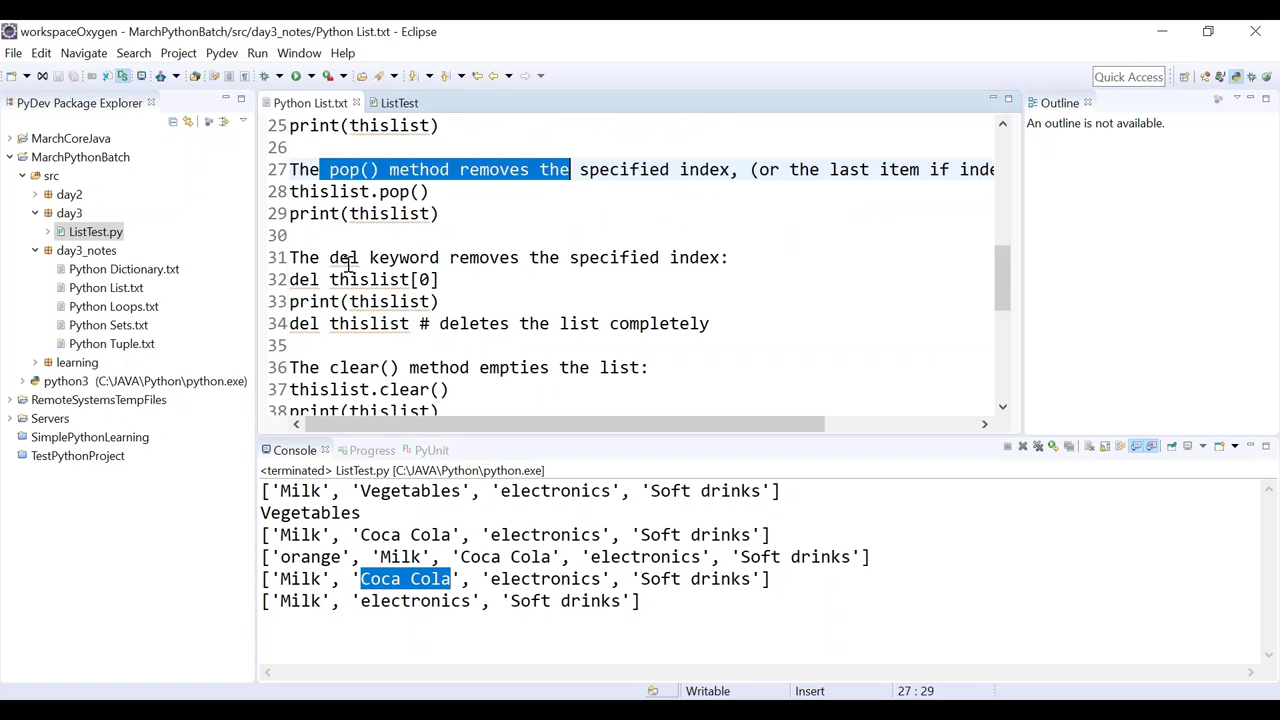 workspaceOxygen - MarchPythonBatch/src/day3_notes/Python List.txt - Eclipse
File Edit Navigate Search Project Pydev Run Window Help
Quick Access
PyDev Package Explorer
MarchCoreJava
MarchPythonBatch
src
day2
day3
ListTest.py
day3_notes
Python Dictionary.txt
Python List.txt
Python Loops.txt
Python Sets.txt
Python Tuple.txt
learning
python3 (C:\JAVA\Python\python.exe)
RemoteSystemsTempFiles
Servers
SimplePythonLearning
TestPythonProject
Python List.txt ListTest
25 print(thislist)
26
27 The pop() method removes the specified index, (or the last item if inde
28 thislist.pop()
29 print(thislist)
30
31 The del keyword removes the specified index:
32 del thislist[0]
33 print(thislist)
34 del thislist # deletes the list completely
35
36 The clear() method empties the list:
37 thislist.clear()
38 print(thislist)
Outline
An outline is not available.
Console Progress PyUnit
<terminated> ListTest.py [C:\JAVA\Python\python.exe]
['Milk', 'Vegetables', 'electronics', 'Soft drinks']
Vegetables
['Milk', 'Coca Cola', 'electronics', 'Soft drinks']
['orange', 'Milk', 'Coca Cola', 'electronics', 'Soft drinks']
['Milk', 'Coca Cola', 'electronics', 'Soft drinks']
['Milk', 'electronics', 'Soft drinks']
Writable Insert 27 : 29